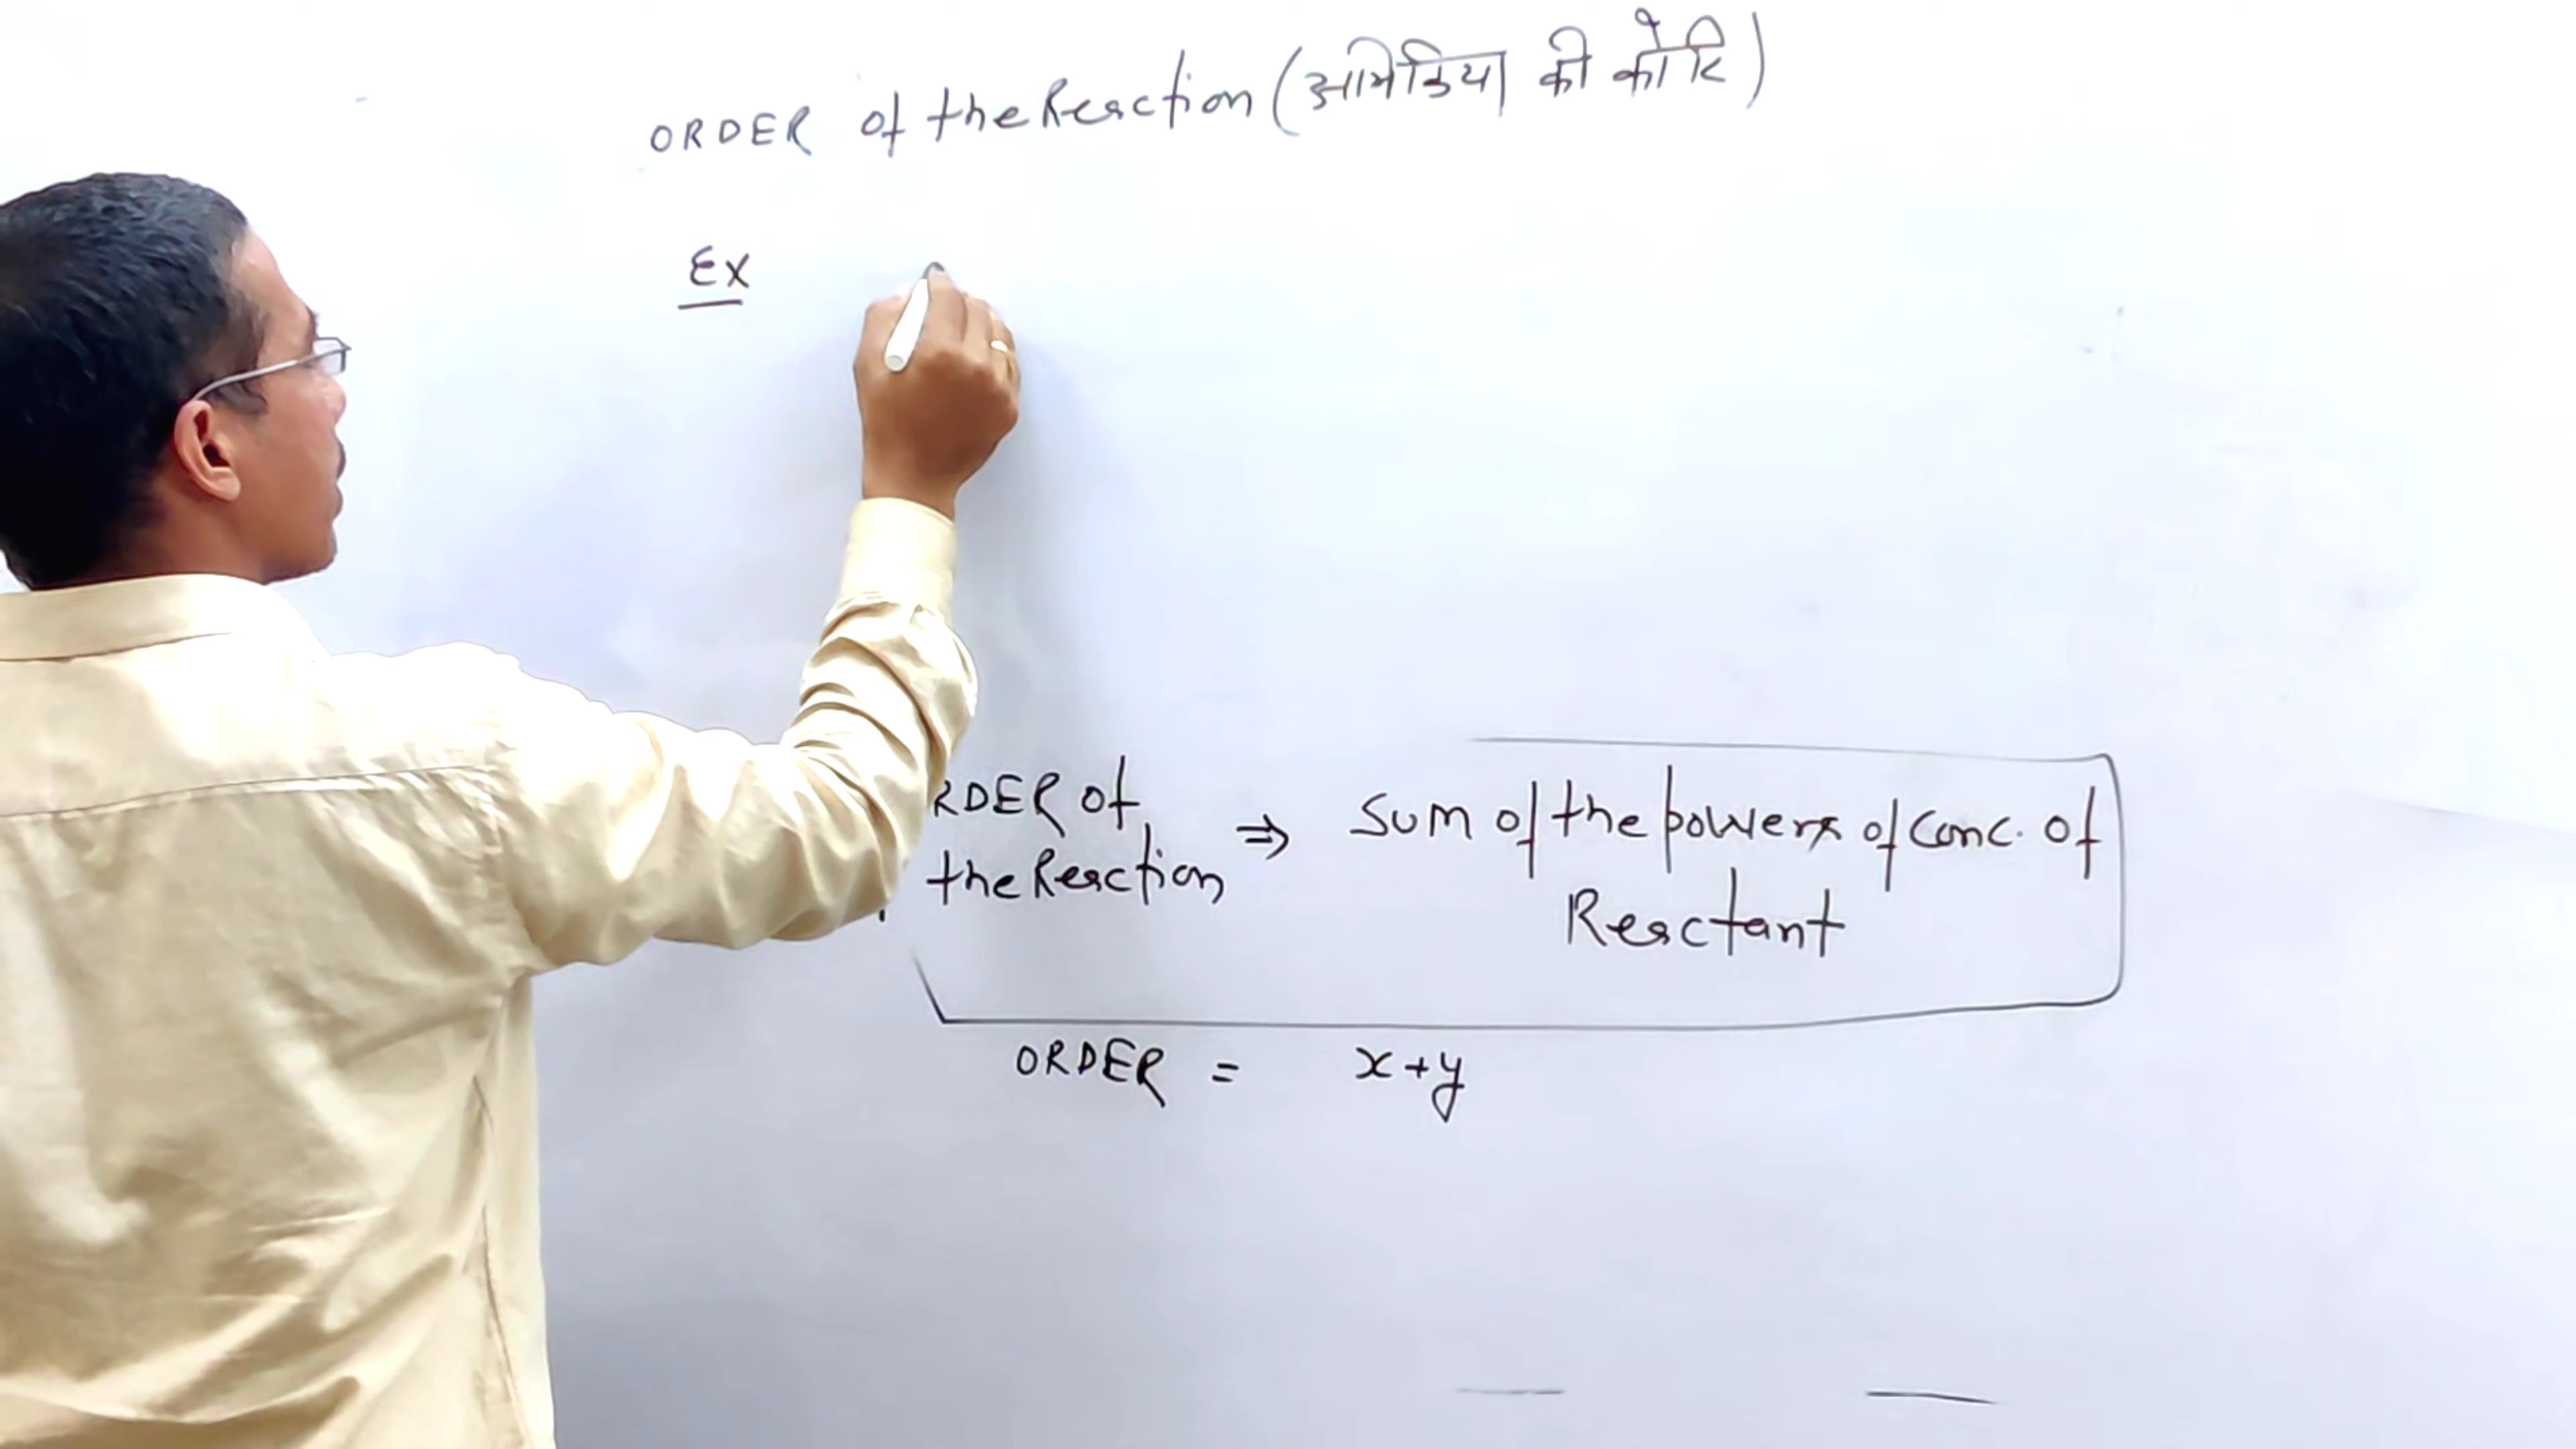 ORDER of the Reaction (अभिक्रिया की कोटि)
Ex
RDER of
the Reaction ⇒ Sum of the powers of conc. of
Reactant
ORDER = x+y